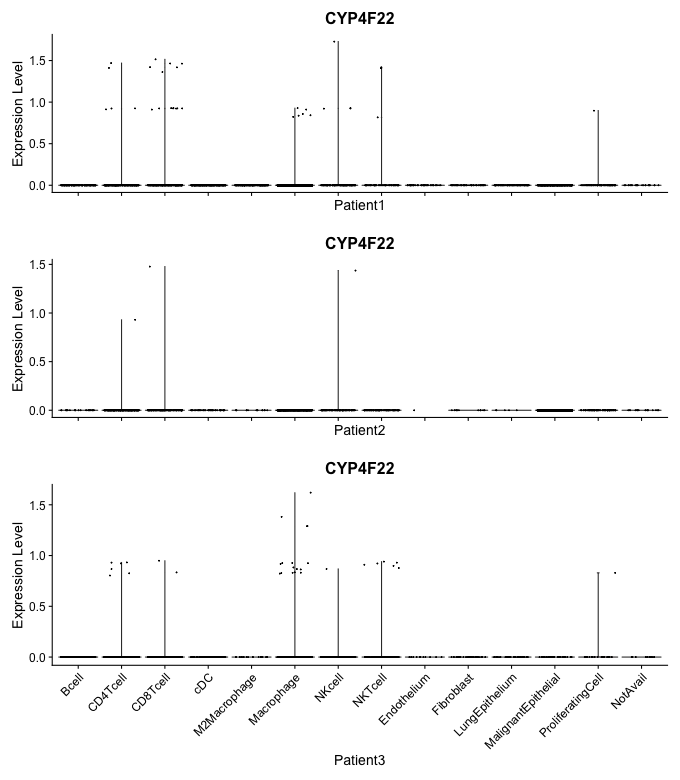 CYP4F22
Expression Level
1.5
1.0
0.5
0.0
Patient1
CYP4F22
Expression Level
1.5
1.0
0.5
0.0
Patient2
CYP4F22
Expression Level
1.5
1.0
0.5
0.0
Bcell
CD4Tcell
CD8Tcell
cDC
M2Macrophage
Macrophage
NKcell
NKTcell
Endothelium
Fibroblast
LungEpithelium
MalignantEpithelial
ProliferatingCell
NotAvail
Patient3